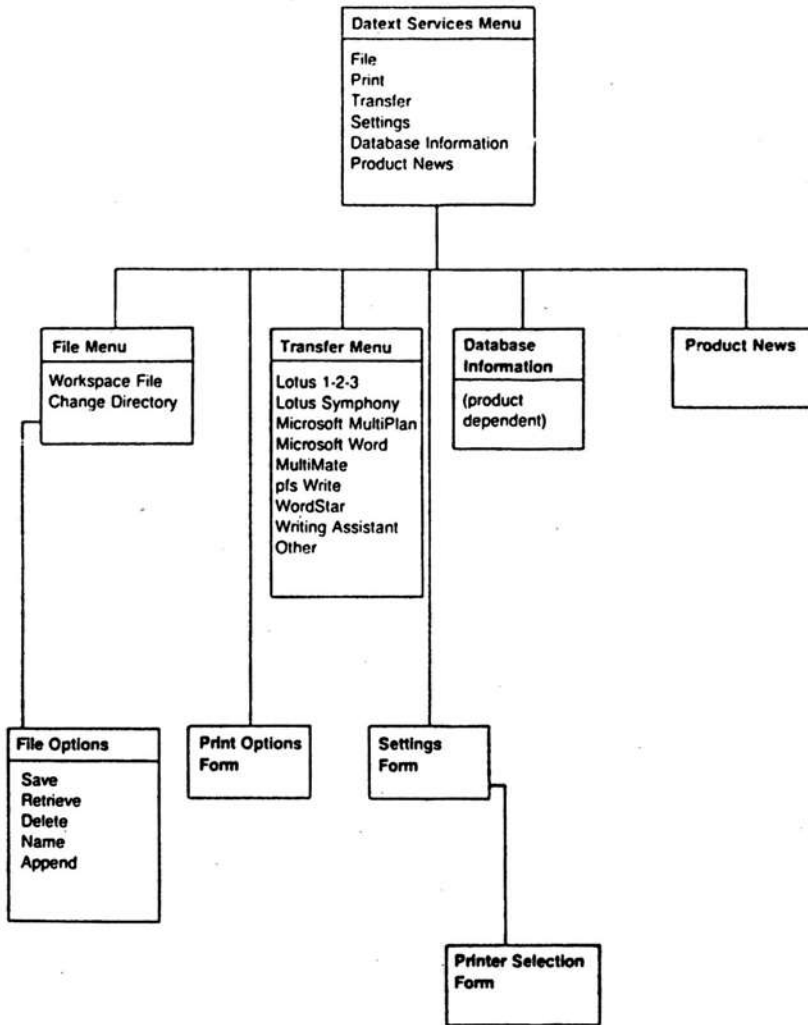 Datext Services Menu
File
Print
Transfer
Settings
Database Information
Product News
File Menu
Workspace File
Change Directory
Transfer Menu
Lotus 1-2-3
Lotus Symphony
Microsoft MultiPlan
Microsoft Word
MultiMate
pfs Write
WordStar
Writing Assistant
Other
Database
Information
(product
dependent)
Product News
File Options
Save
Retrieve
Delete
Name
Append
Print Options
Form
Settings
Form
Printer Selection
Form